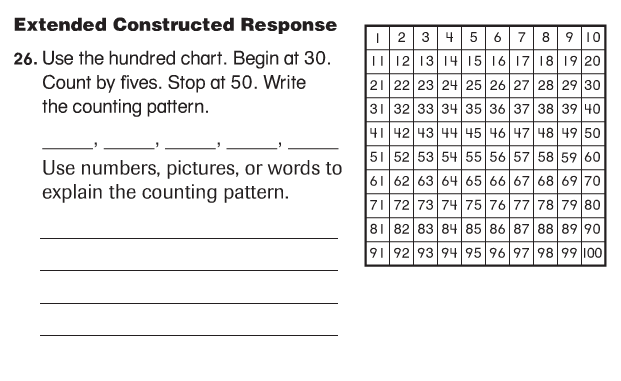 Extended Constructed Response
26. Use the hundred chart. Begin at 30.
Count by fives. Stop at 50. Write
the counting pattern.
_____, _____, _____, _____, _____
Use numbers, pictures, or words to
explain the counting pattern.
1 2 3 4 5 6 7 8 9 10
11 12 13 14 15 16 17 18 19 20
21 22 23 24 25 26 27 28 29 30
31 32 33 34 35 36 37 38 39 40
41 42 43 44 45 46 47 48 49 50
51 52 53 54 55 56 57 58 59 60
61 62 63 64 65 66 67 68 69 70
71 72 73 74 75 76 77 78 79 80
81 82 83 84 85 86 87 88 89 90
91 92 93 94 95 96 97 98 99 100